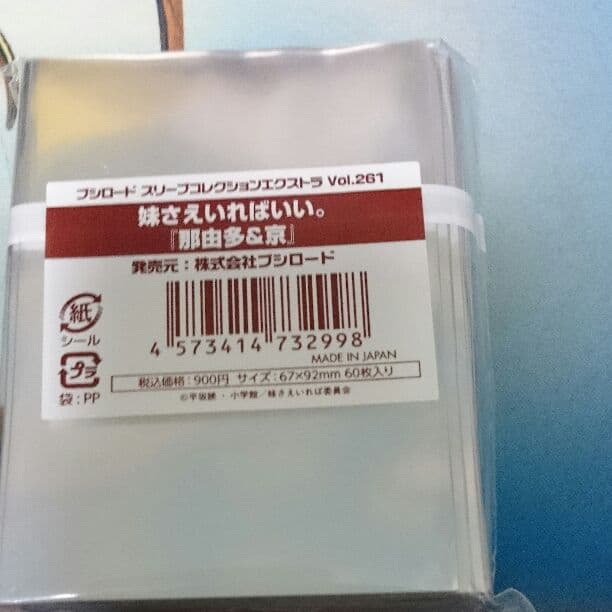 ブシロード スリーブコレクションエクストラ Vol.261
妹さえいればいい。
『那由多&京』
発売元：株式会社ブシロード
紙
シール
プラ
袋：PP
4 573414 732998
MADE IN JAPAN
税込価格：900円 サイズ：67×92mm 60枚入り
©平坂読・小学館／妹さえいれば委員会